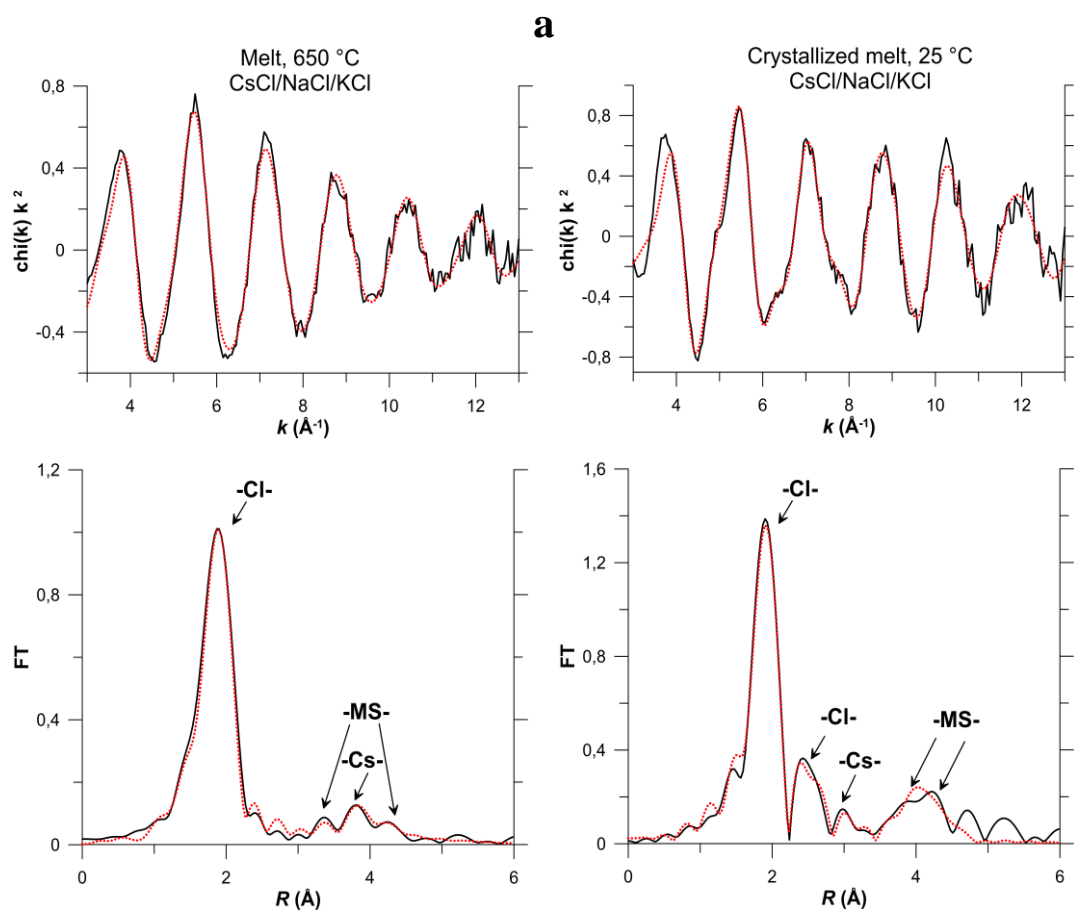 a
Melt, 650 °C
CsCl/NaCl/KCl
0,8
0,4
0
-0,4
chi(k) k²
4 6 8 10 12
k (Å⁻¹)
Crystallized melt, 25 °C
CsCl/NaCl/KCl
0,8
0,4
0
-0,4
-0,8
chi(k) k²
4 6 8 10 12
k (Å⁻¹)
1,2
0,8
0,4
0
FT
-Cl-
-MS-
-Cs-
0 2 4 6
R (Å)
1,6
1,2
0,8
0,4
0
FT
-Cl-
-Cl-
-Cs-
-MS-
0 2 4 6
R (Å)